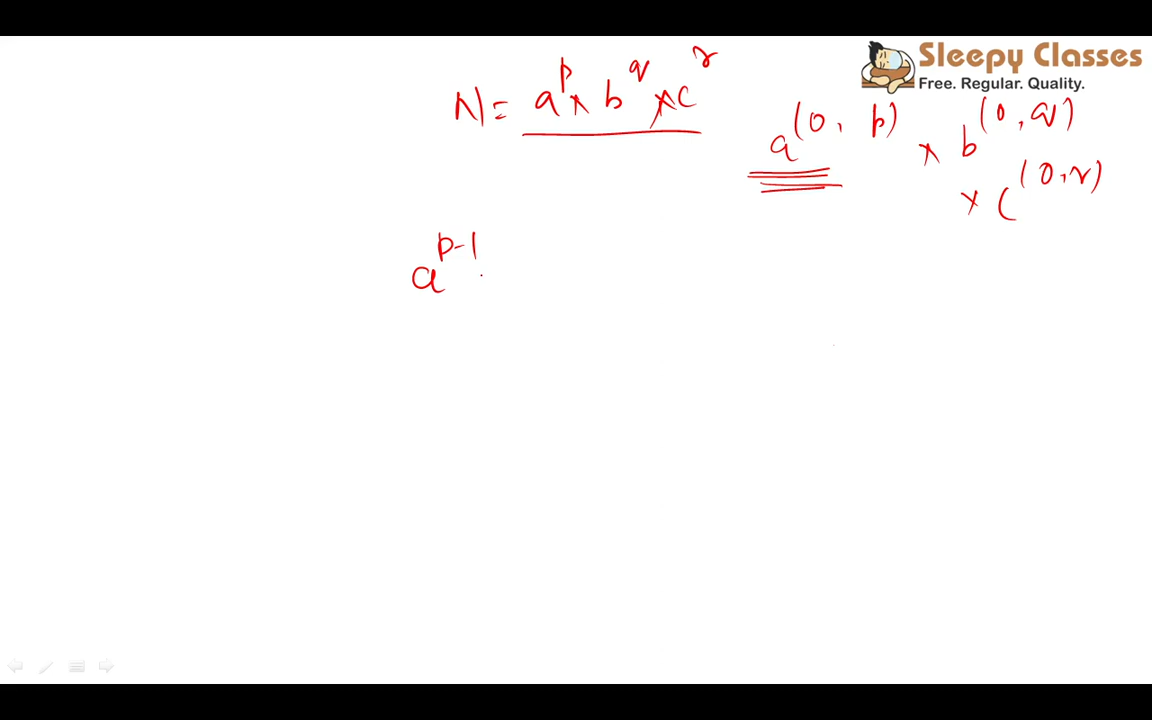 Sleepy Classes
Free. Regular. Quality.
N = a^p × b^q × c^r
a^(0, p) × b^(0, q)
× c^(0, r)
a^p-1